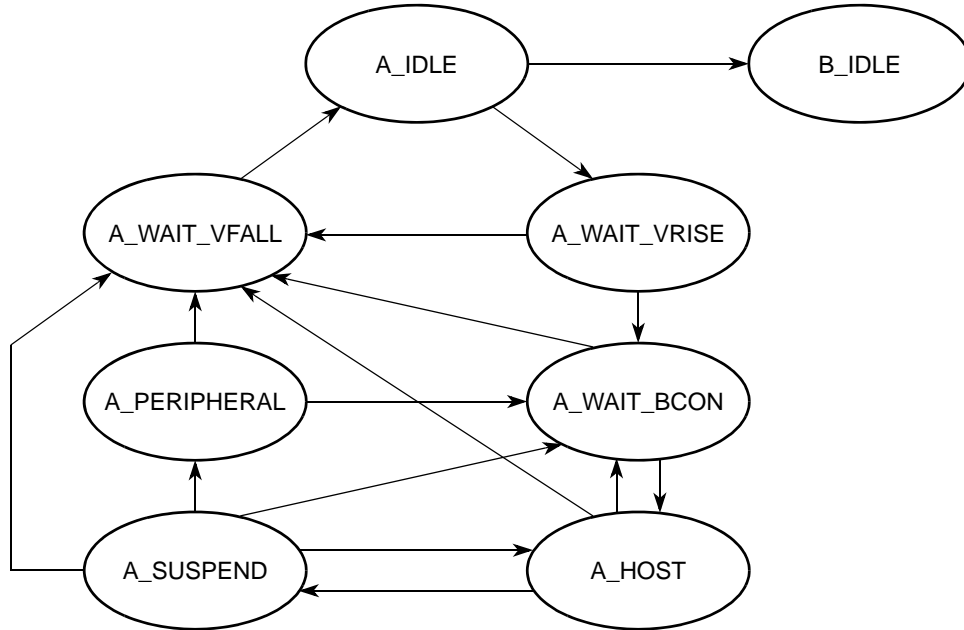 A_IDLE
B_IDLE
A_WAIT_VFALL
A_WAIT_VRISE
A_PERIPHERAL
A_WAIT_BCON
A_SUSPEND
A_HOST